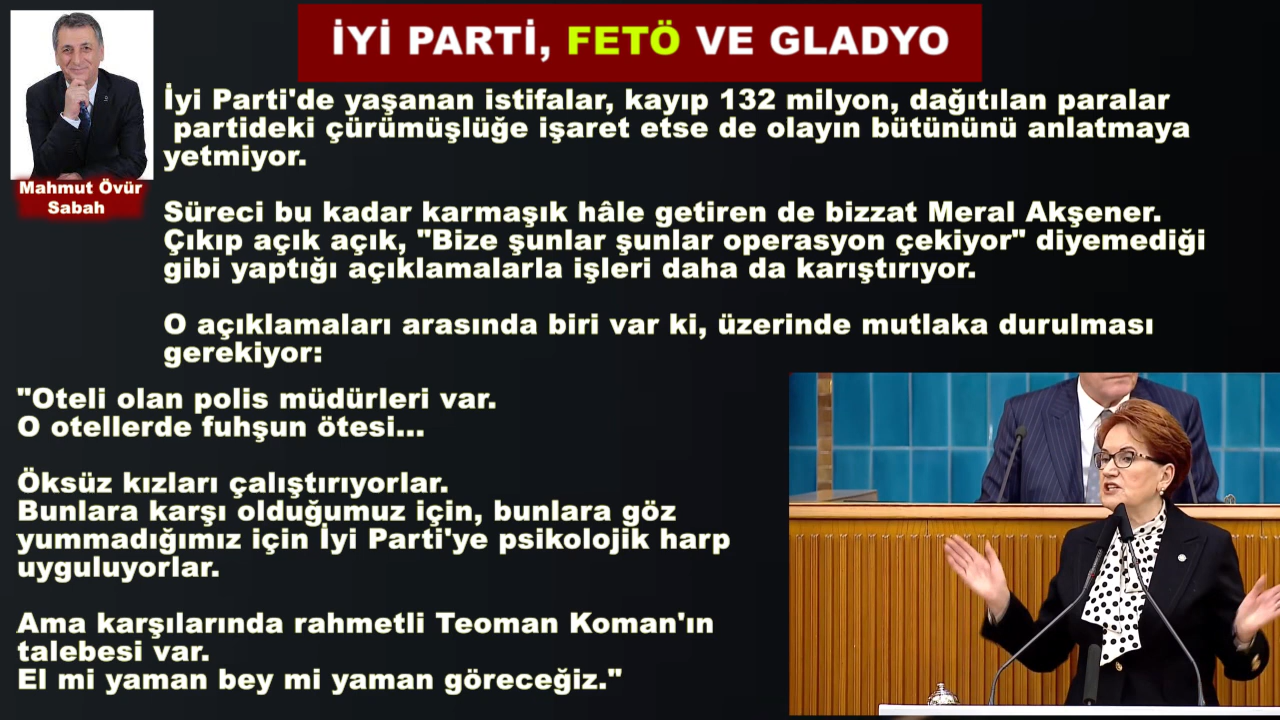 İYİ PARTİ, FETÖ VE GLADYO
Mahmut Övür
Sabah
İyi Parti'de yaşanan istifalar, kayıp 132 milyon, dağıtılan paralar
partideki çürümüşlüğe işaret etse de olayın bütününü anlatmaya
yetmiyor.
Süreci bu kadar karmaşık hâle getiren de bizzat Meral Akşener.
Çıkıp açık açık, "Bize şunlar şunlar operasyon çekiyor" diyemediği
gibi yaptığı açıklamalarla işleri daha da karıştırıyor.
O açıklamaları arasında biri var ki, üzerinde mutlaka durulması
gerekiyor:
"Oteli olan polis müdürleri var.
O otellerde fuhşun ötesi...
Öksüz kızları çalıştırıyorlar.
Bunlara karşı olduğumuz için, bunlara göz
yummadığımız için İyi Parti'ye psikolojik harp
uyguluyorlar.
Ama karşılarında rahmetli Teoman Koman'ın
talebesi var.
El mi yaman bey mi yaman göreceğiz."